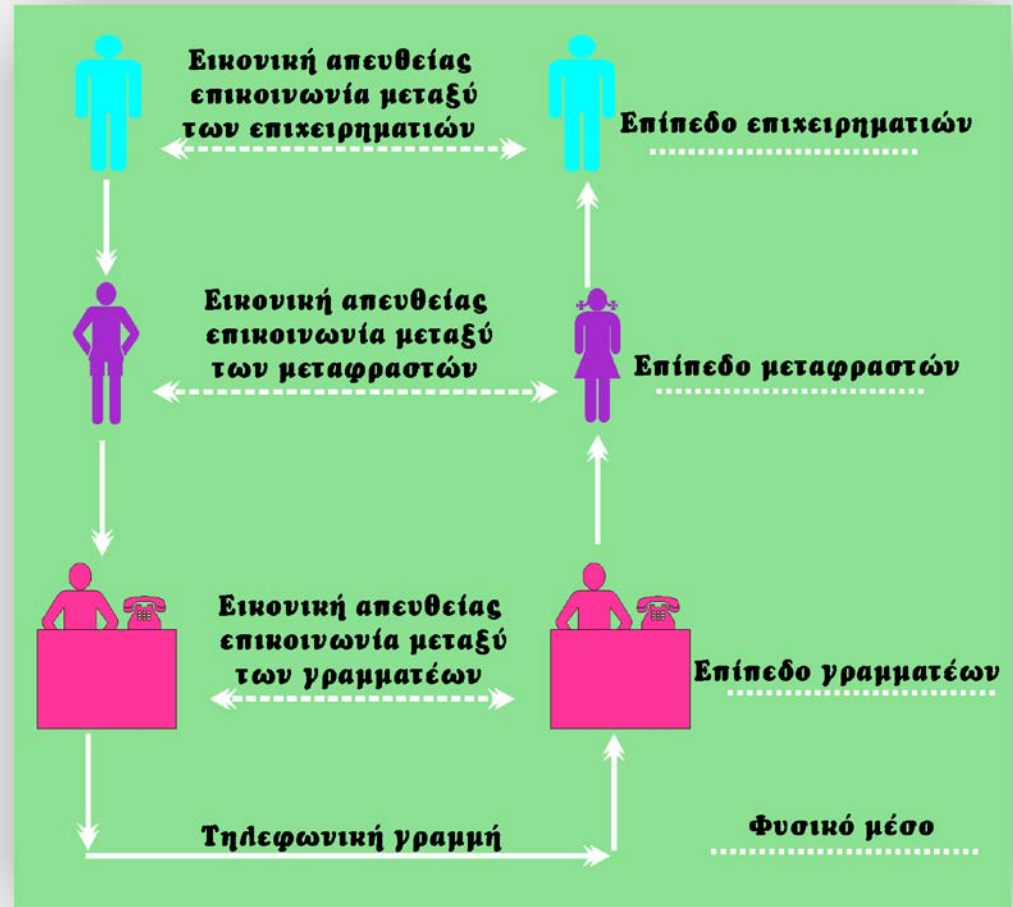 Εικονική απευθείας
επικοινωνία μεταξύ
των επιχειρηματιών
Επίπεδο επιχειρηματιών
Εικονική απευθείας
επικοινωνία μεταξύ
των μεταφραστών
Επίπεδο μεταφραστών
Εικονική απευθείας
επικοινωνία μεταξύ
των γραμματέων
Επίπεδο γραμματέων
Τηλεφωνική γραμμή
Φυσικό μέσο